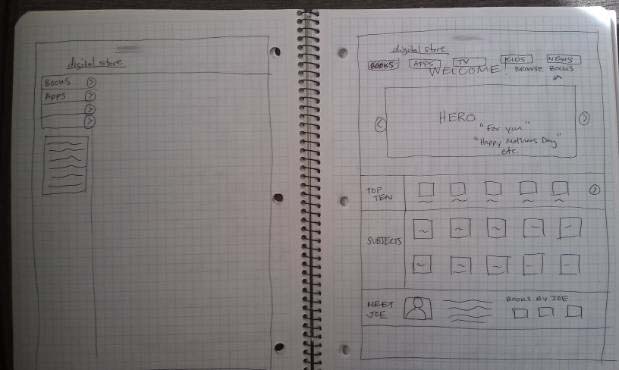 digital store
BOOKS
APPS
digital store
BOOKS APPS TV KIDS NEWS
WELCOME BROWSE BOOKS
HERO
"For you"
"Happy Mothers Day"
etc.
TOP
TEN
SUBJECTS
MEET
JOE
BOOKS BY JOE